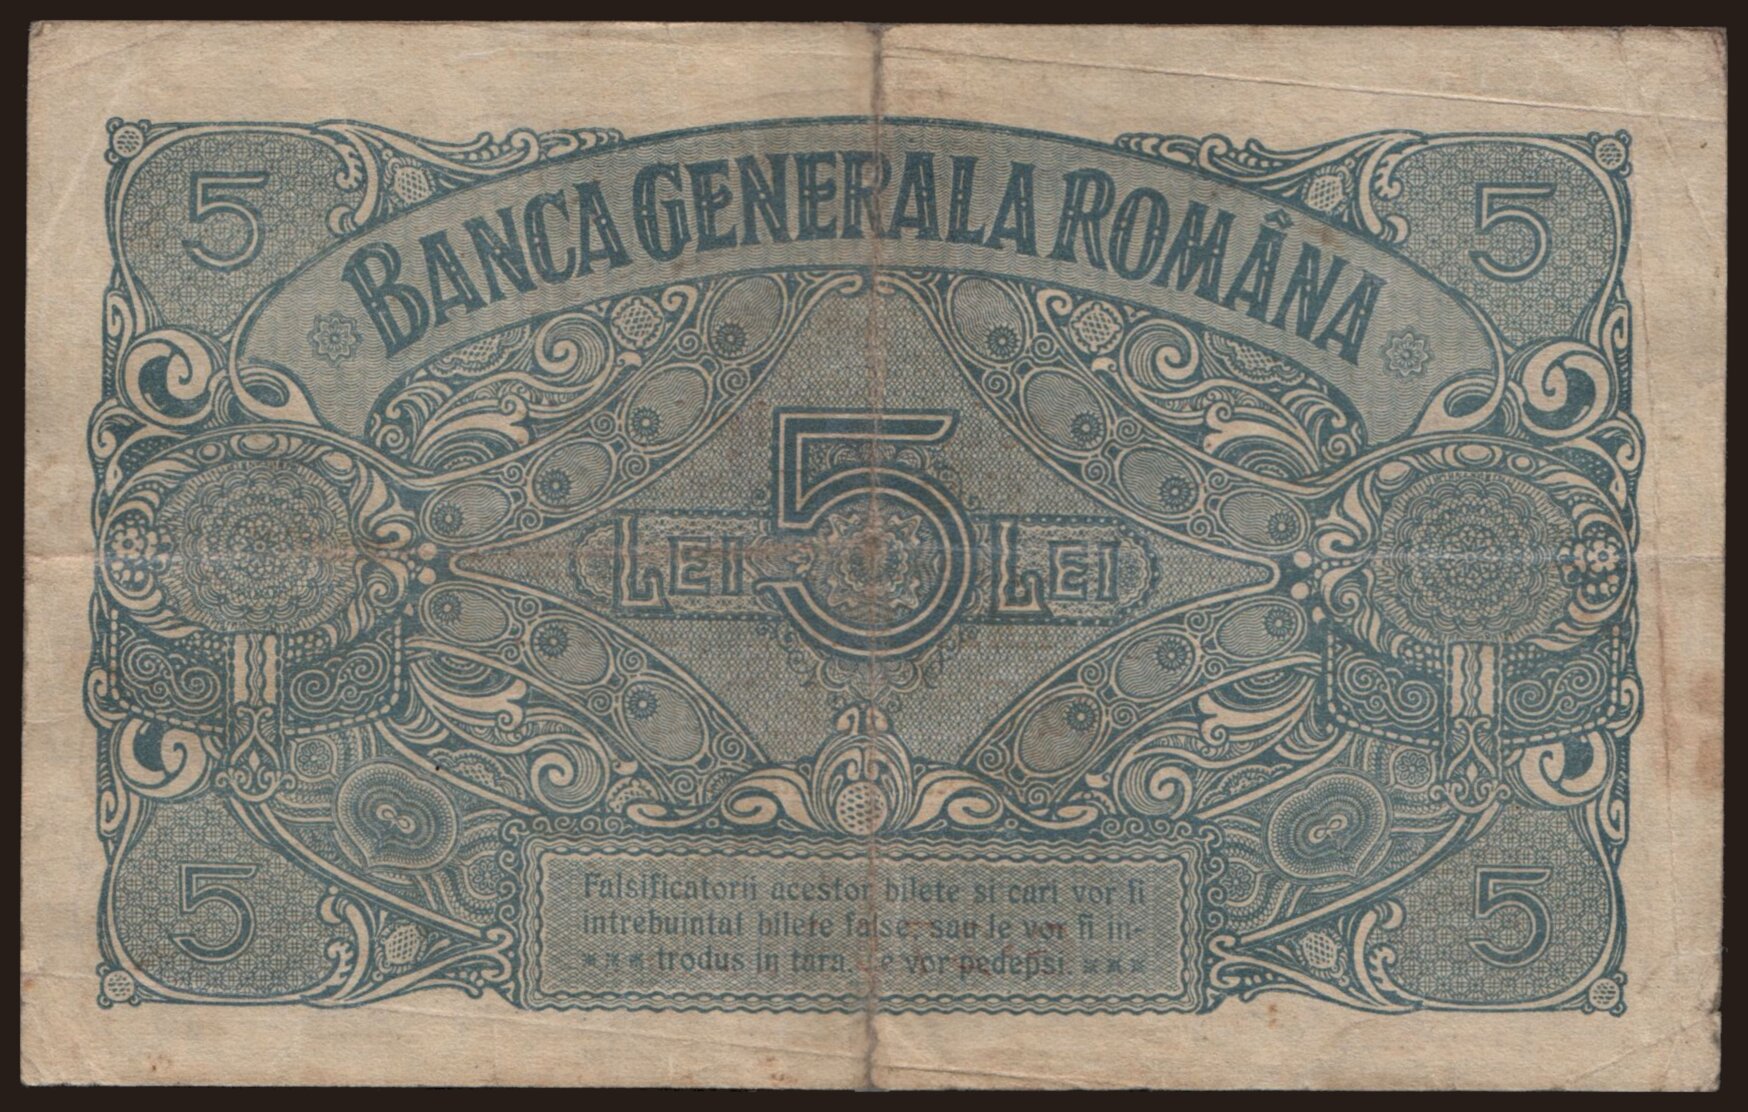 5 5
BANCA GENERALA ROMÂNA
LEI 5 LEI
5 5
Falsificatorii acestor bilete si cari vor fi
intrebuintat bilete false, sau le vor fi in-
*** trodus in tara. se vor pedepsi. ***